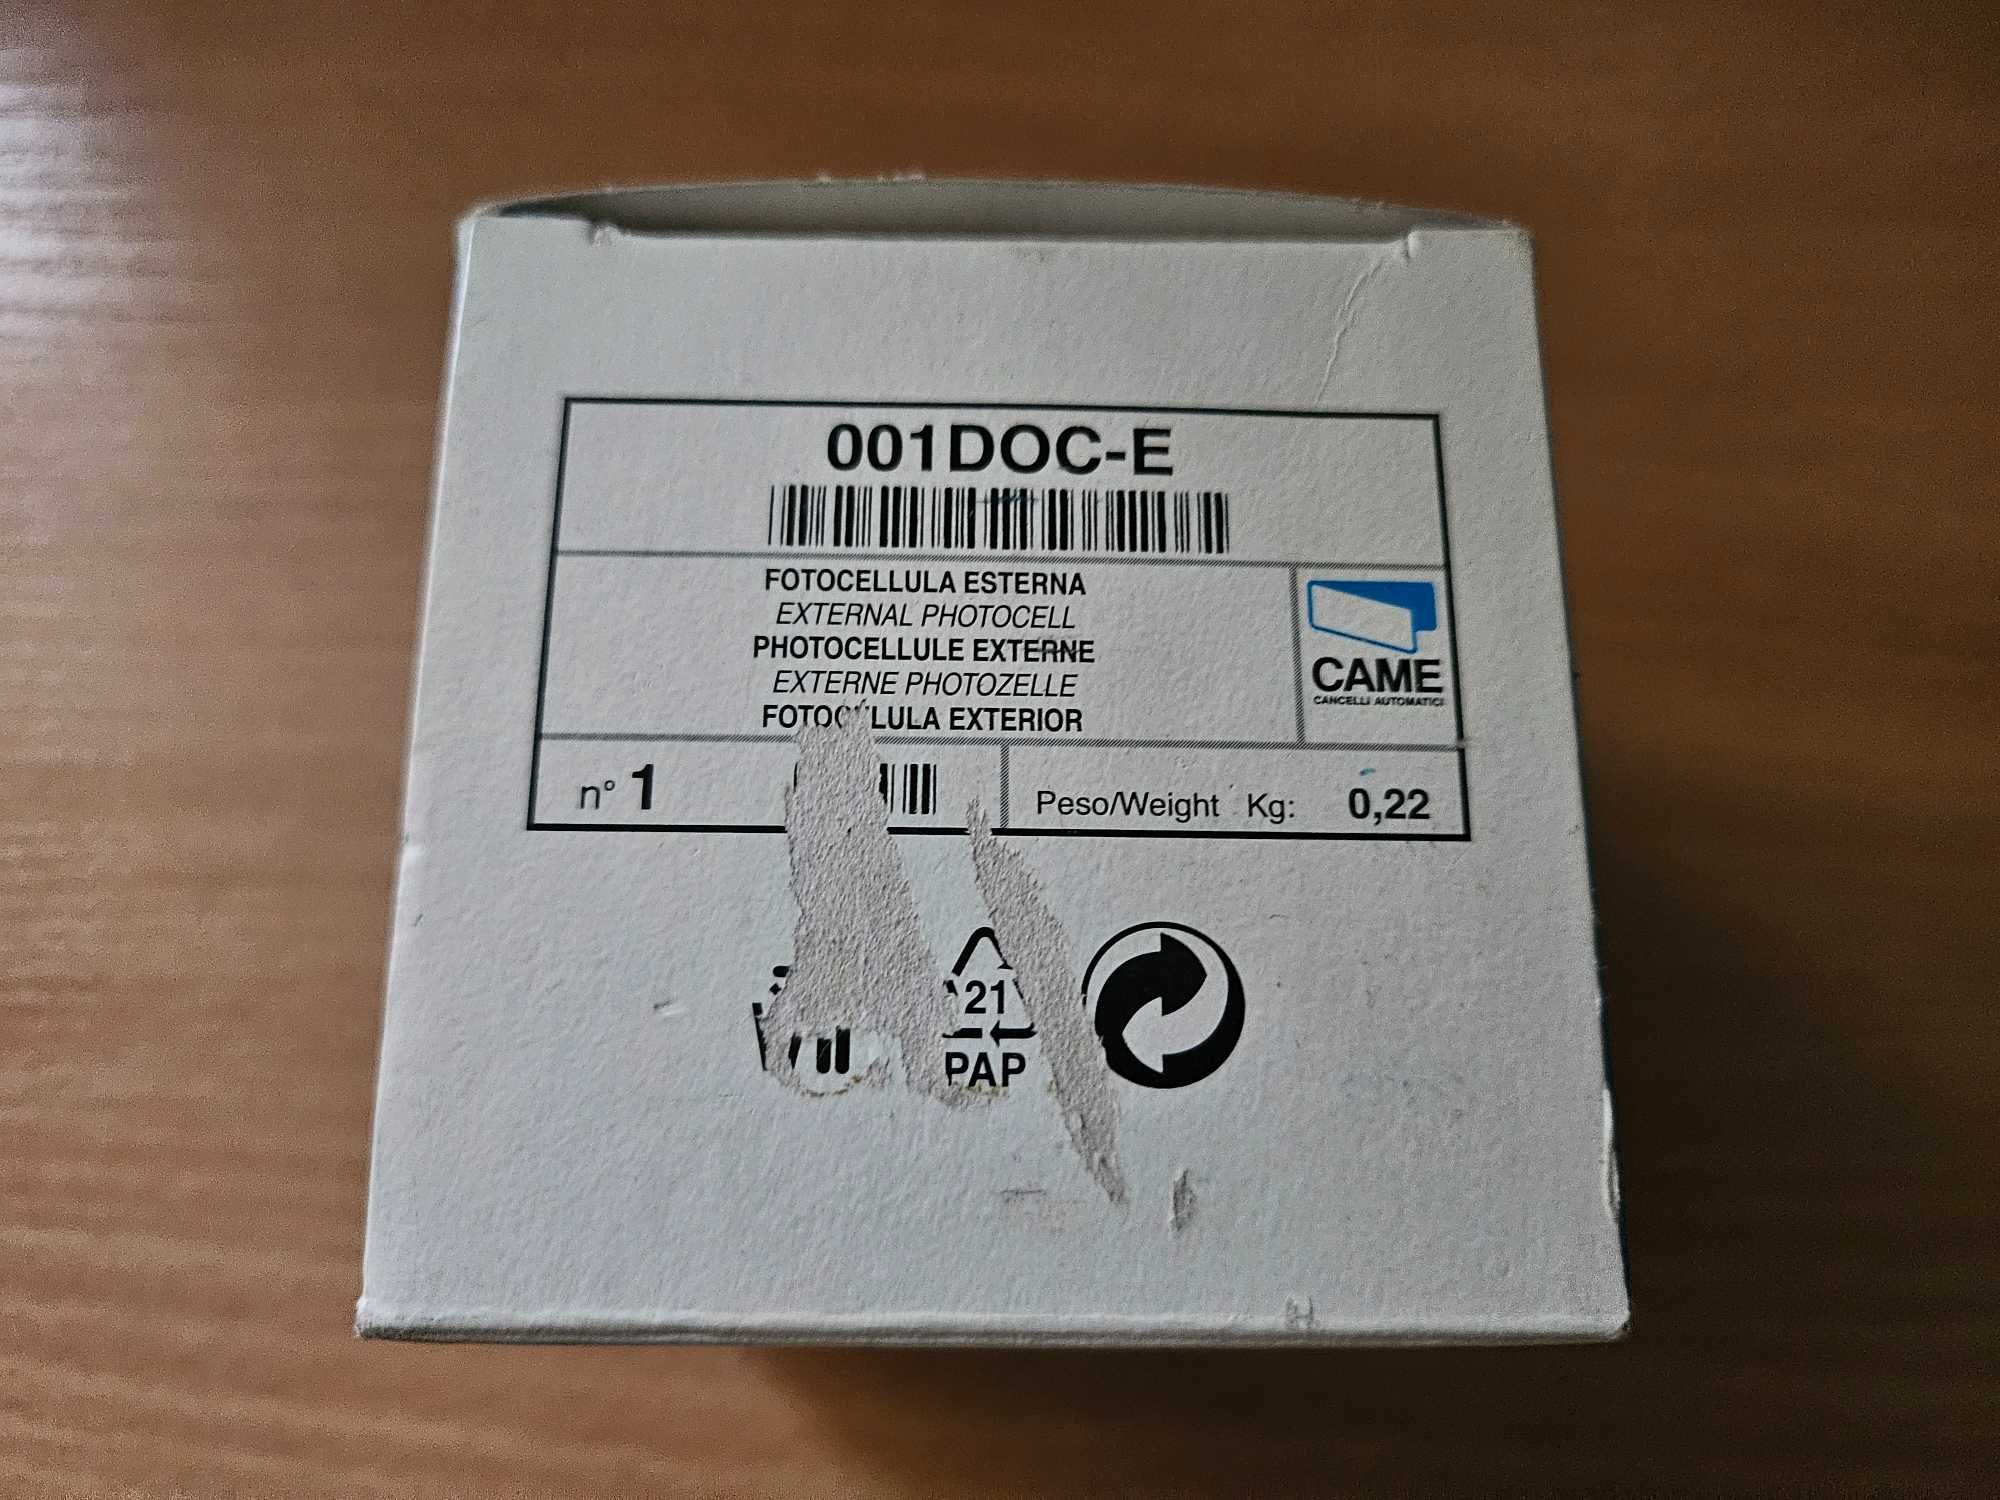 001DOC-E
FOTOCELLULA ESTERNA
EXTERNAL PHOTOCELL
PHOTOCELLULE EXTERNE
EXTERNE PHOTOZELLE
EXTERIOR
CAME
CANCELLI AUTOMATICI
n° 1
Peso/Weight Kg: 0,22
21
PAP